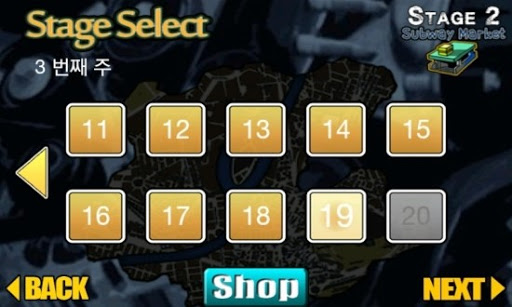 Stage Select
STAGE 2
Subway Market
3 번째 주
11 12 13 14 15
16 17 18 19 20
BACK Shop NEXT